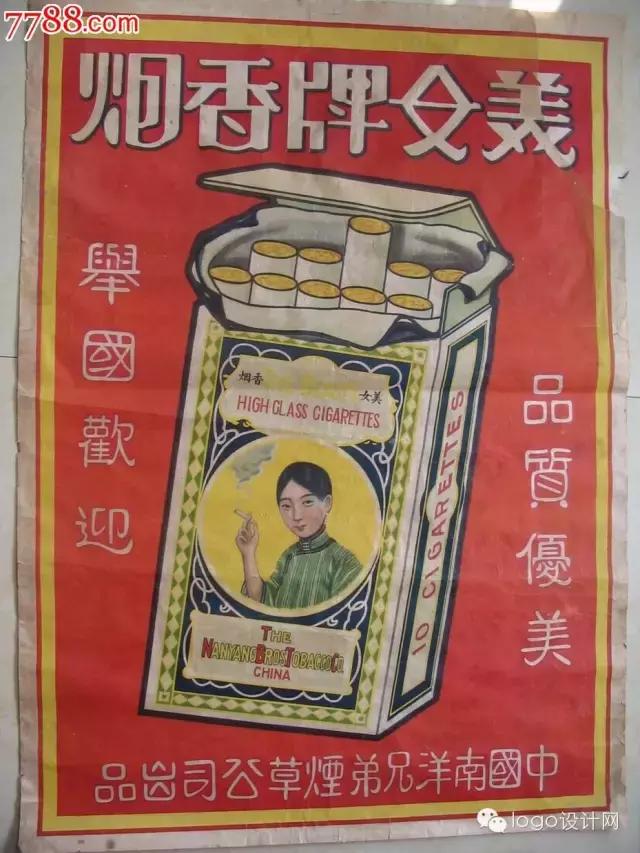 7788.com
美女牌香烟
品質優美
舉國歡迎
美女 香烟
HIGH CLASS CIGARETTES
THE
NANYANG BROS TOBACCO CO.
CHINA
10 CIGARETTES
中國南洋兄弟煙草公司出品
logo设计网